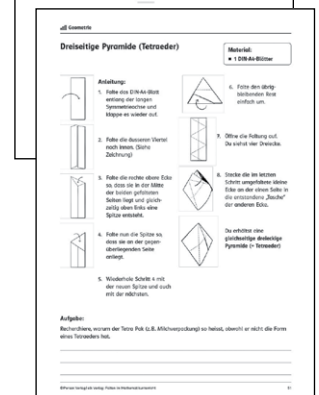 Geometrie
Dreiseitige Pyramide (Tetraeder)
Material:
1 DIN-A4-Blätter
Anleitung:
1. Falte das DIN-A4-Blatt
entlang der langen
Symmetrieachse und
klappe es wieder auf.
2. Falte die äusseren Viertel
nach innen. (Siehe
Zeichnung)
3. Falte die rechte obere Ecke
so, dass sie in der Mitte
der beiden gefalteten
Seiten liegt und gleich-
zeitig oben links eine
Spitze entsteht.
4. Falte nun die Spitze so,
dass sie an der gegen-
überliegenden Seite
anliegt.
5. Wiederhole Schritt 4 mit
der neuen Spitze und auch
mit der nächsten.
6. Falte den übrig-
bleibenden Rest
einfach um.
7. Öffne die Faltung out.
Du siehst vier Dreiecke.
8. Stecke die im letzten
Schritt umgefaltete kleine
Ecke an der einen Seite in
die entstandene „Tasche“
der anderen Ecke.
Du erhältst eine
gleichseitige dreieckige
Pyramide (= Tetraeder)
Aufgabe:
Recherchiere, warum der Tetra Pak (z.B. Milchverpackung) so heisst, obwohl er nicht die Form
eines Tetraeders hat.